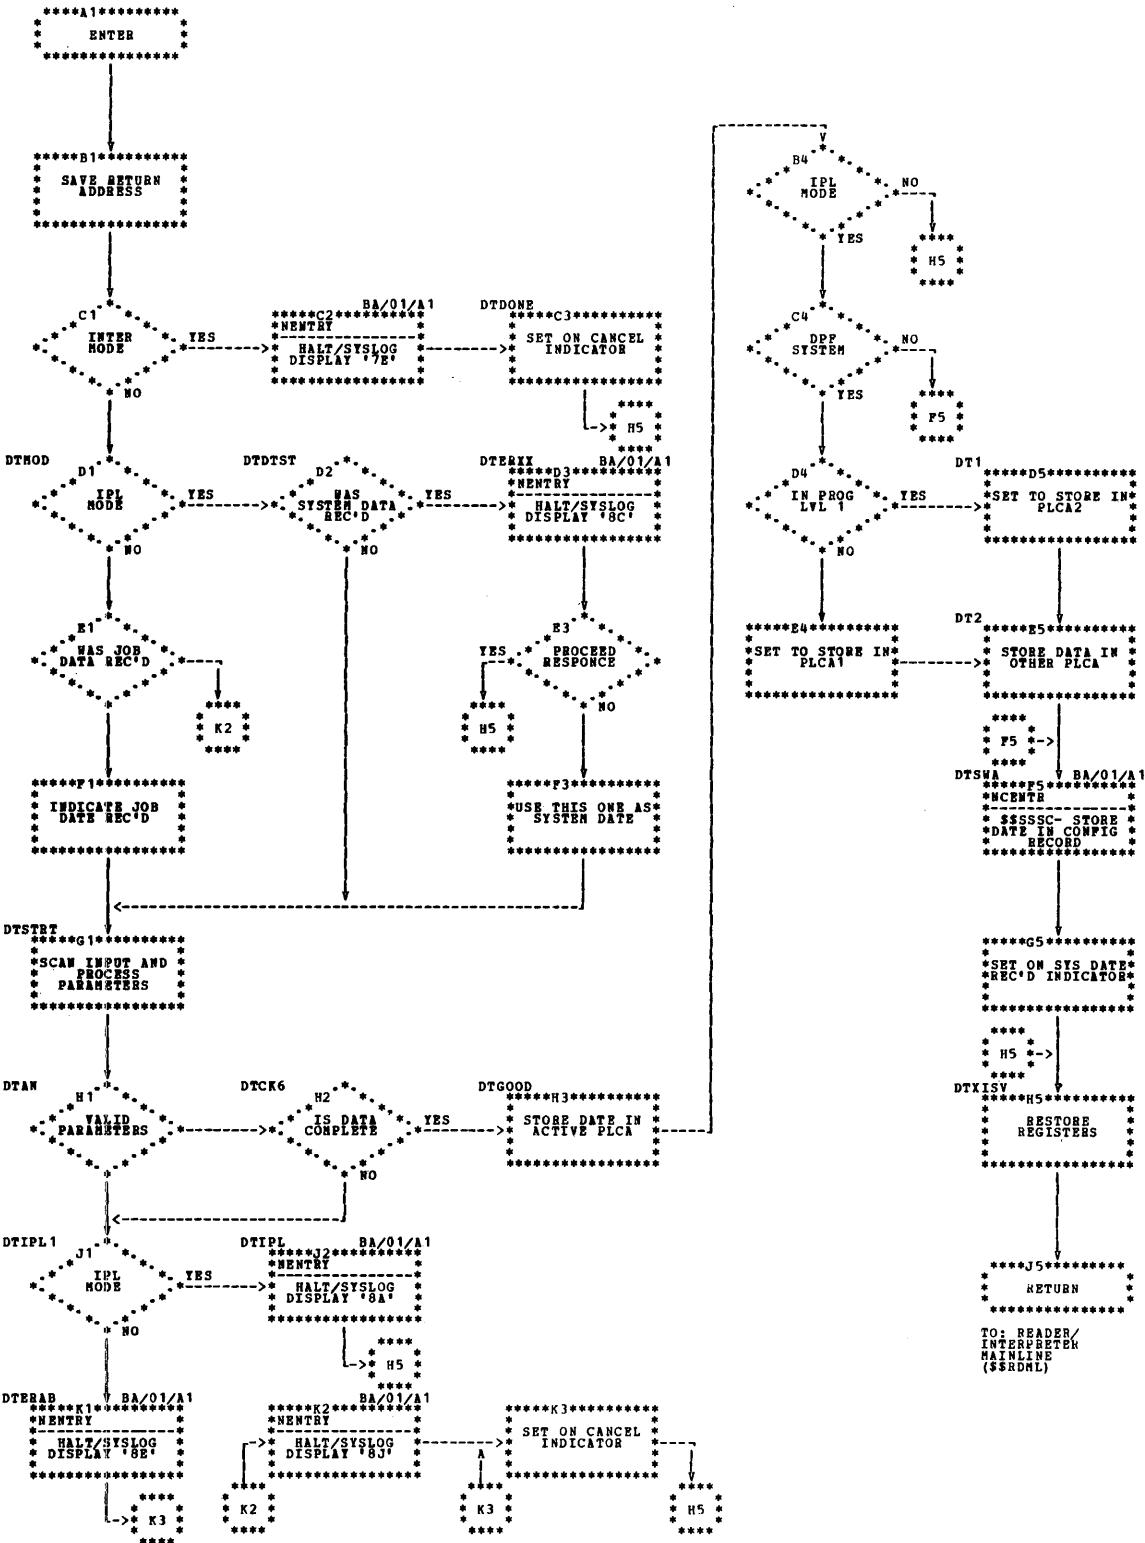 A1
ENTER
B1
SAVE RETURN
ADDRESS
C1
INTER
MODE
YES
NO
BA/01/A1
C2
NENTRY
HALT/SYSLOG
DISPLAY '7E'
DTDONE
C3
SET ON CANCEL
INDICATOR
H5
DTMOD
D1
IPL
MODE
YES
NO
DTDTST
D2
WAS
SYSTEM DATA
REC'D
YES
NO
DTERXX
BA/01/A1
D3
NENTRY
HALT/SYSLOG
DISPLAY '8C'
E1
WAS JOB
DATA REC'D
K2
E3
PROCEED
RESPONCE
YES
NO
H5
F1
INDICATE JOB
DATE REC'D
F3
USE THIS ONE AS
SYSTEM DATE
DTSTRT
G1
SCAN INPUT AND
PROCESS
PARAMETERS
DTAN
H1
VALID
PARAMETERS
DTCK6
H2
IS DATA
COMPLETE
YES
NO
DTGOOD
H3
STORE DATE IN
ACTIVE PLCA
DTIPL1
J1
IPL
MODE
YES
NO
DTIPL
BA/01/A1
J2
NENTRY
HALT/SYSLOG
DISPLAY '8A'
H5
DTERAB
BA/01/A1
K1
NENTRY
HALT/SYSLOG
DISPLAY '8E'
K3
BA/01/A1
K2
NENTRY
HALT/SYSLOG
DISPLAY '8J'
K2
A
K3
K3
SET ON CANCEL
INDICATOR
H5
B4
IPL
MODE
NO
YES
H5
C4
DPF
SYSTEM
NO
YES
F5
D4
IN PROG
LVL 1
YES
NO
DT1
D5
SET TO STORE IN
PLCA2
E4
SET TO STORE IN
PLCA1
DT2
E5
STORE DATA IN
OTHER PLCA
F5
DTSWA
BA/01/A1
F5
NCENTR
$$SSSC- STORE
DATE IN CONFIG
RECORD
G5
SET ON SYS DATE
REC'D INDICATOR
H5
DTXISV
H5
RESTORE
REGISTERS
J5
RETURN
TO: READER/
INTERPRETER
MAINLINE
($$RDML)